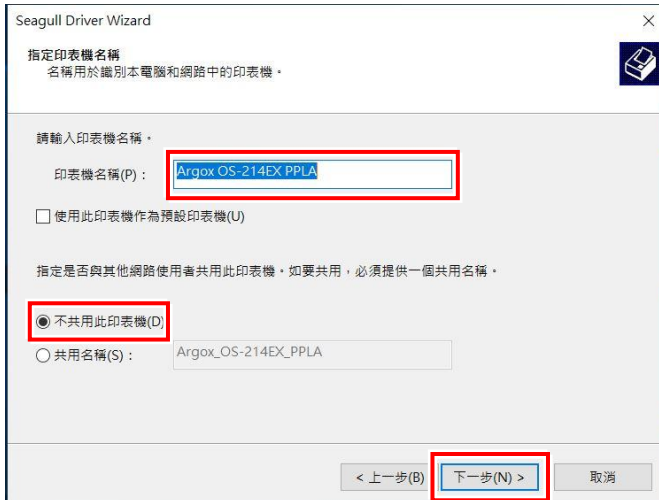 Seagull Driver Wizard
指定印表機名稱
名稱用於識別本電腦和網路中的印表機。
請輸入印表機名稱。
印表機名稱(P)： Argox OS-214EX PPLA
使用此印表機作為預設印表機(U)
指定是否與其他網路使用者共用此印表機。如要共用，必須提供一個共用名稱。
不共用此印表機(D)
共用名稱(S)： Argox_OS-214EX_PPLA
< 上一步(B) 下一步(N) > 取消